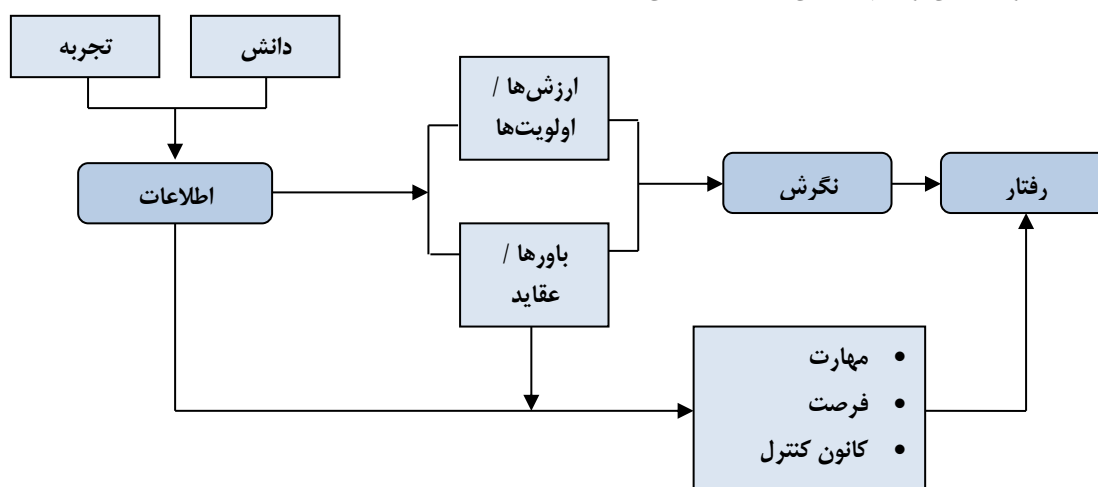 دانش
تجربه
ارزش‌ها /
اولویت‌ها
اطلاعات
نگرش
رفتار
باورها /
عقاید
• مهارت
• فرصت
• کانون کنترل